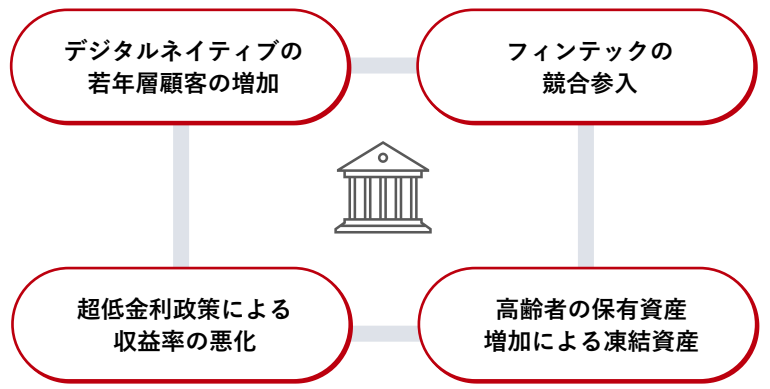 デジタルネイティブの
若年層顧客の増加
フィンテックの
競合参入
超低金利政策による
収益率の悪化
高齢者の保有資産
増加による凍結資産